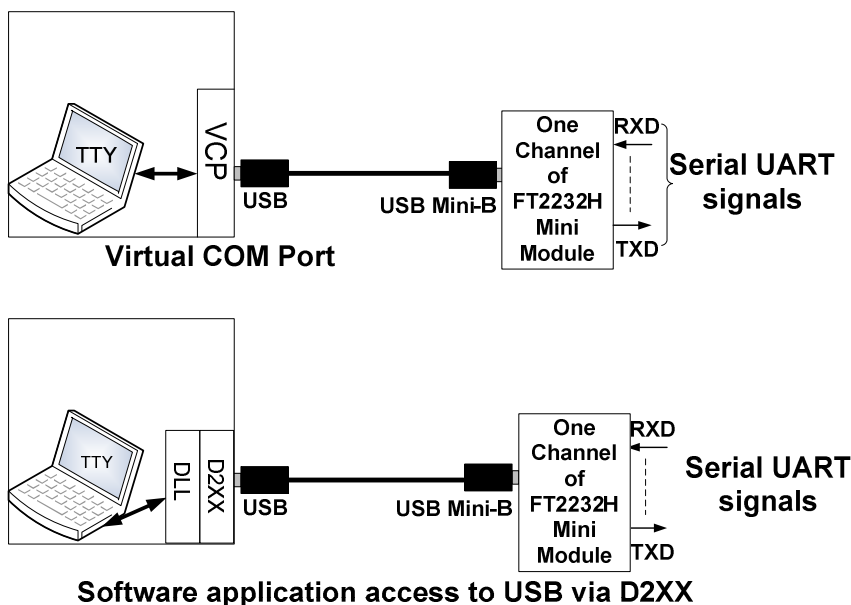 TTY
VCP
USB
USB Mini-B
One
Channel
of
FT2232H
Mini
Module
RXD
TXD
Serial UART
signals
Virtual COM Port
TTY
DLL
D2XX
USB
USB Mini-B
One
Channel
of
FT2232H
Mini
Module
RXD
TXD
Serial UART
signals
Software application access to USB via D2XX